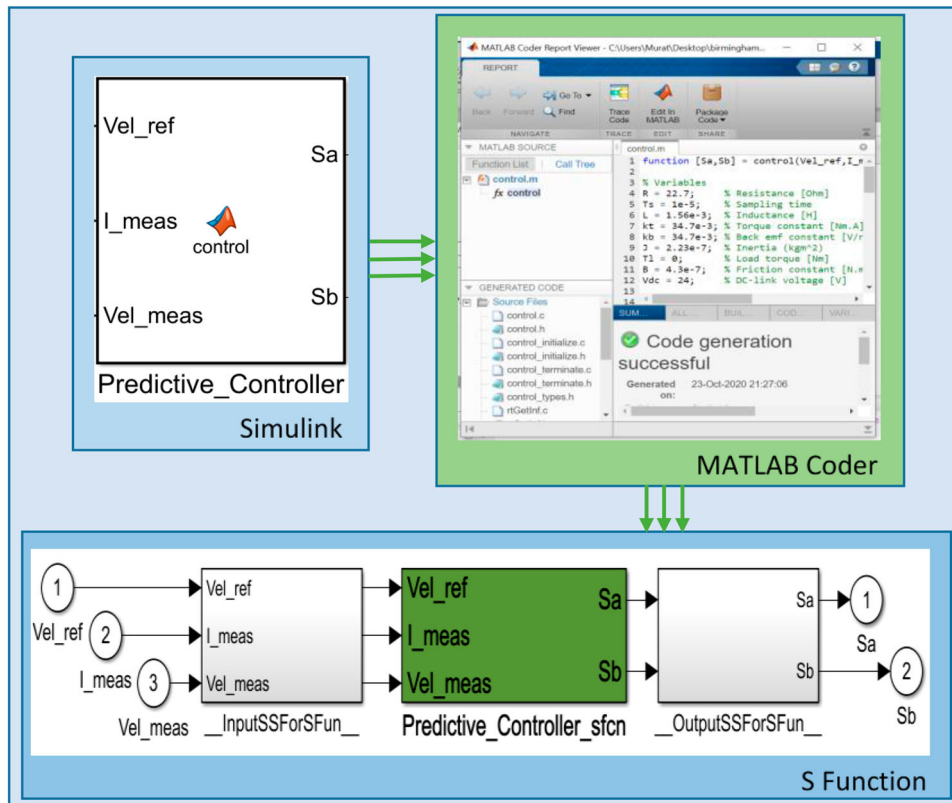 Vel_ref
I_meas
Vel_meas
control
Sa
Sb
Predictive_Controller
Simulink
MATLAB Coder Report Viewer - C:\Users\Murat\Desktop\birmingham...
REPORT
Back
Forward
Go To
Find
Trace
Code
Edit In
MATLAB
Package
Code
NAVIGATE
TRACE
EDIT
SHARE
MATLAB SOURCE
Function List
Call Tree
control.m
fx control
GENERATED CODE
Source Files
control.c
control.h
control_initialize.c
control_initialize.h
control_terminate.c
control_terminate.h
control_types.h
rtGetInf.c
control.m
1 function [Sa,Sb] = control(Vel_ref,I_m
2
3 % Variables
4 R = 22.7; % Resistance [Ohm]
5 Ts = 1e-5; % Sampling time
6 L = 1.56e-3; % Inductance [H]
7 kt = 34.7e-3; % Torque constant [Nm.A]
8 kb = 34.7e-3; % Back emf constant [V/r
9 J = 2.23e-7; % Inertia (kgm^2)
10 Tl = 0; % Load torque [Nm]
11 B = 4.3e-7; % Friction constant [N.m
12 Vdc = 24; % DC-link voltage [V]
13
14
SUM...
ALL...
BUIL...
COD...
VARI...
Code generation
successful
Generated 23-Oct-2020 21:27:06
on:
MATLAB Coder
1
Vel_ref
2
I_meas
3
Vel_meas
Vel_ref
I_meas
Vel_meas
__InputSSForSFun__
Vel_ref
I_meas
Vel_meas
Sa
Sb
Predictive_Controller_sfcn
Sa
Sb
__OutputSSForSFun__
1
Sa
2
Sb
S Function